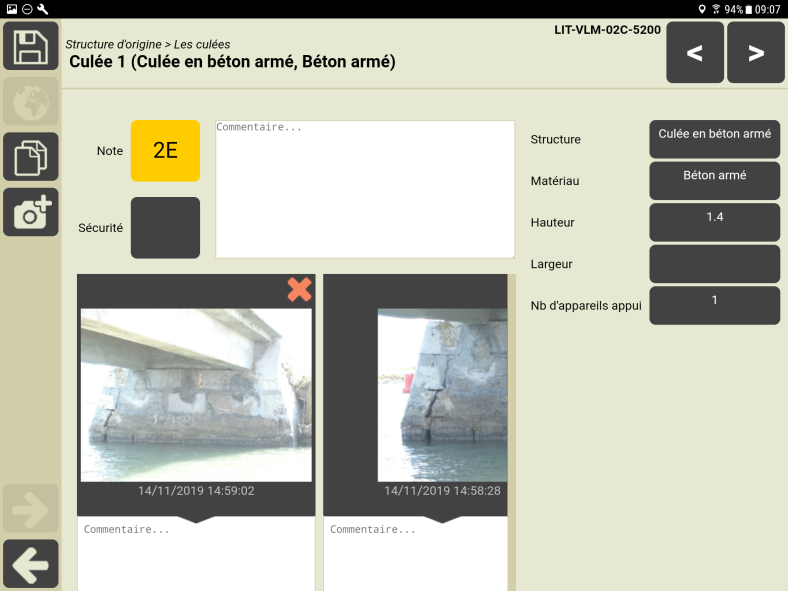 94% 09:07
LIT-VLM-02C-5200
Structure d'origine > Les culées
Culée 1 (Culée en béton armé, Béton armé)
< >
Note 2E
Commentaire...
Sécurité
Structure Culée en béton armé
Matériau Béton armé
Hauteur 1.4
Largeur
Nb d'appareils appui 1
14/11/2019 14:59:02
14/11/2019 14:58:28
Commentaire...
Commentaire...